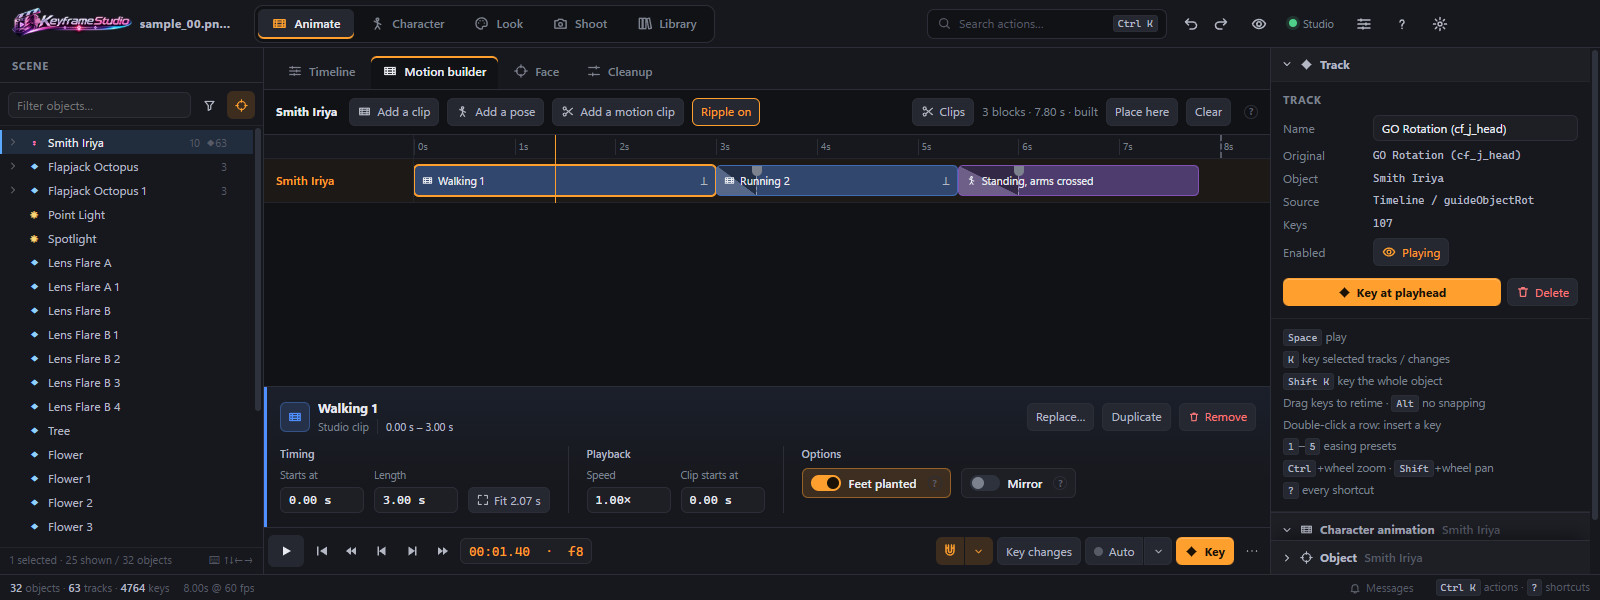 KeyframeStudio
sample_00.pn...
Animate
Character
Look
Shoot
Library
Search actions...
Ctrl K
Studio
?
SCENE
Filter objects...
Smith Iriya 10 63
Flapjack Octopus 3
Flapjack Octopus 1 3
Point Light
Spotlight
Lens Flare A
Lens Flare A 1
Lens Flare B
Lens Flare B 1
Lens Flare B 2
Lens Flare B 3
Lens Flare B 4
Tree
Flower
Flower 1
Flower 2
Flower 3
1 selected · 25 shown / 32 objects
Timeline
Motion builder
Face
Cleanup
Smith Iriya
Add a clip
Add a pose
Add a motion clip
Ripple on
Clips
3 blocks · 7.80 s · built
Place here
Clear
?
0s 1s 2s 3s 4s 5s 6s 7s 8s
Smith Iriya
Walking 1
Running 2
Standing, arms crossed
Walking 1
Studio clip
0.00 s – 3.00 s
Replace...
Duplicate
Remove
Timing
Starts at
Length
0.00 s
3.00 s
Fit 2.07 s
Playback
Speed
Clip starts at
1.00×
0.00 s
Options
Feet planted ?
Mirror ?
00:01.40 · f8
Key changes
Auto
Key
Track
TRACK
Name GO Rotation (cf_j_head)
Original GO Rotation (cf_j_head)
Object Smith Iriya
Source Timeline / guideObjectRot
Keys 107
Enabled Playing
Key at playhead
Delete
Space play
K key selected tracks / changes
Shift K key the whole object
Drag keys to retime · Alt no snapping
Double-click a row: insert a key
1–5 easing presets
Ctrl +wheel zoom · Shift +wheel pan
? every shortcut
Character animation Smith Iriya
Object Smith Iriya
32 objects · 63 tracks · 4764 keys 8.00s @ 60 fps
Messages
Ctrl K actions · ? shortcuts